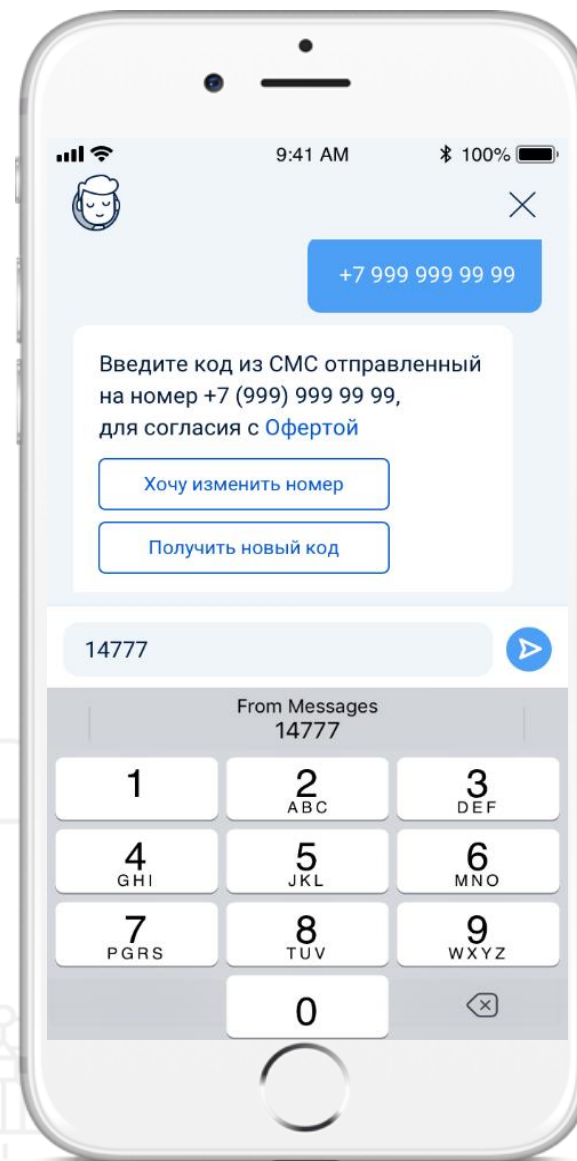 9:41 AM
100%
+7 999 999 99 99
Введите код из СМС отправленный
на номер +7 (999) 999 99 99,
для согласия с Офертой
Хочу изменить номер
Получить новый код
14777
From Messages
14777
1
2
ABC
3
DEF
4
GHI
5
JKL
6
MNO
7
PGRS
8
TUV
9
WXYZ
0